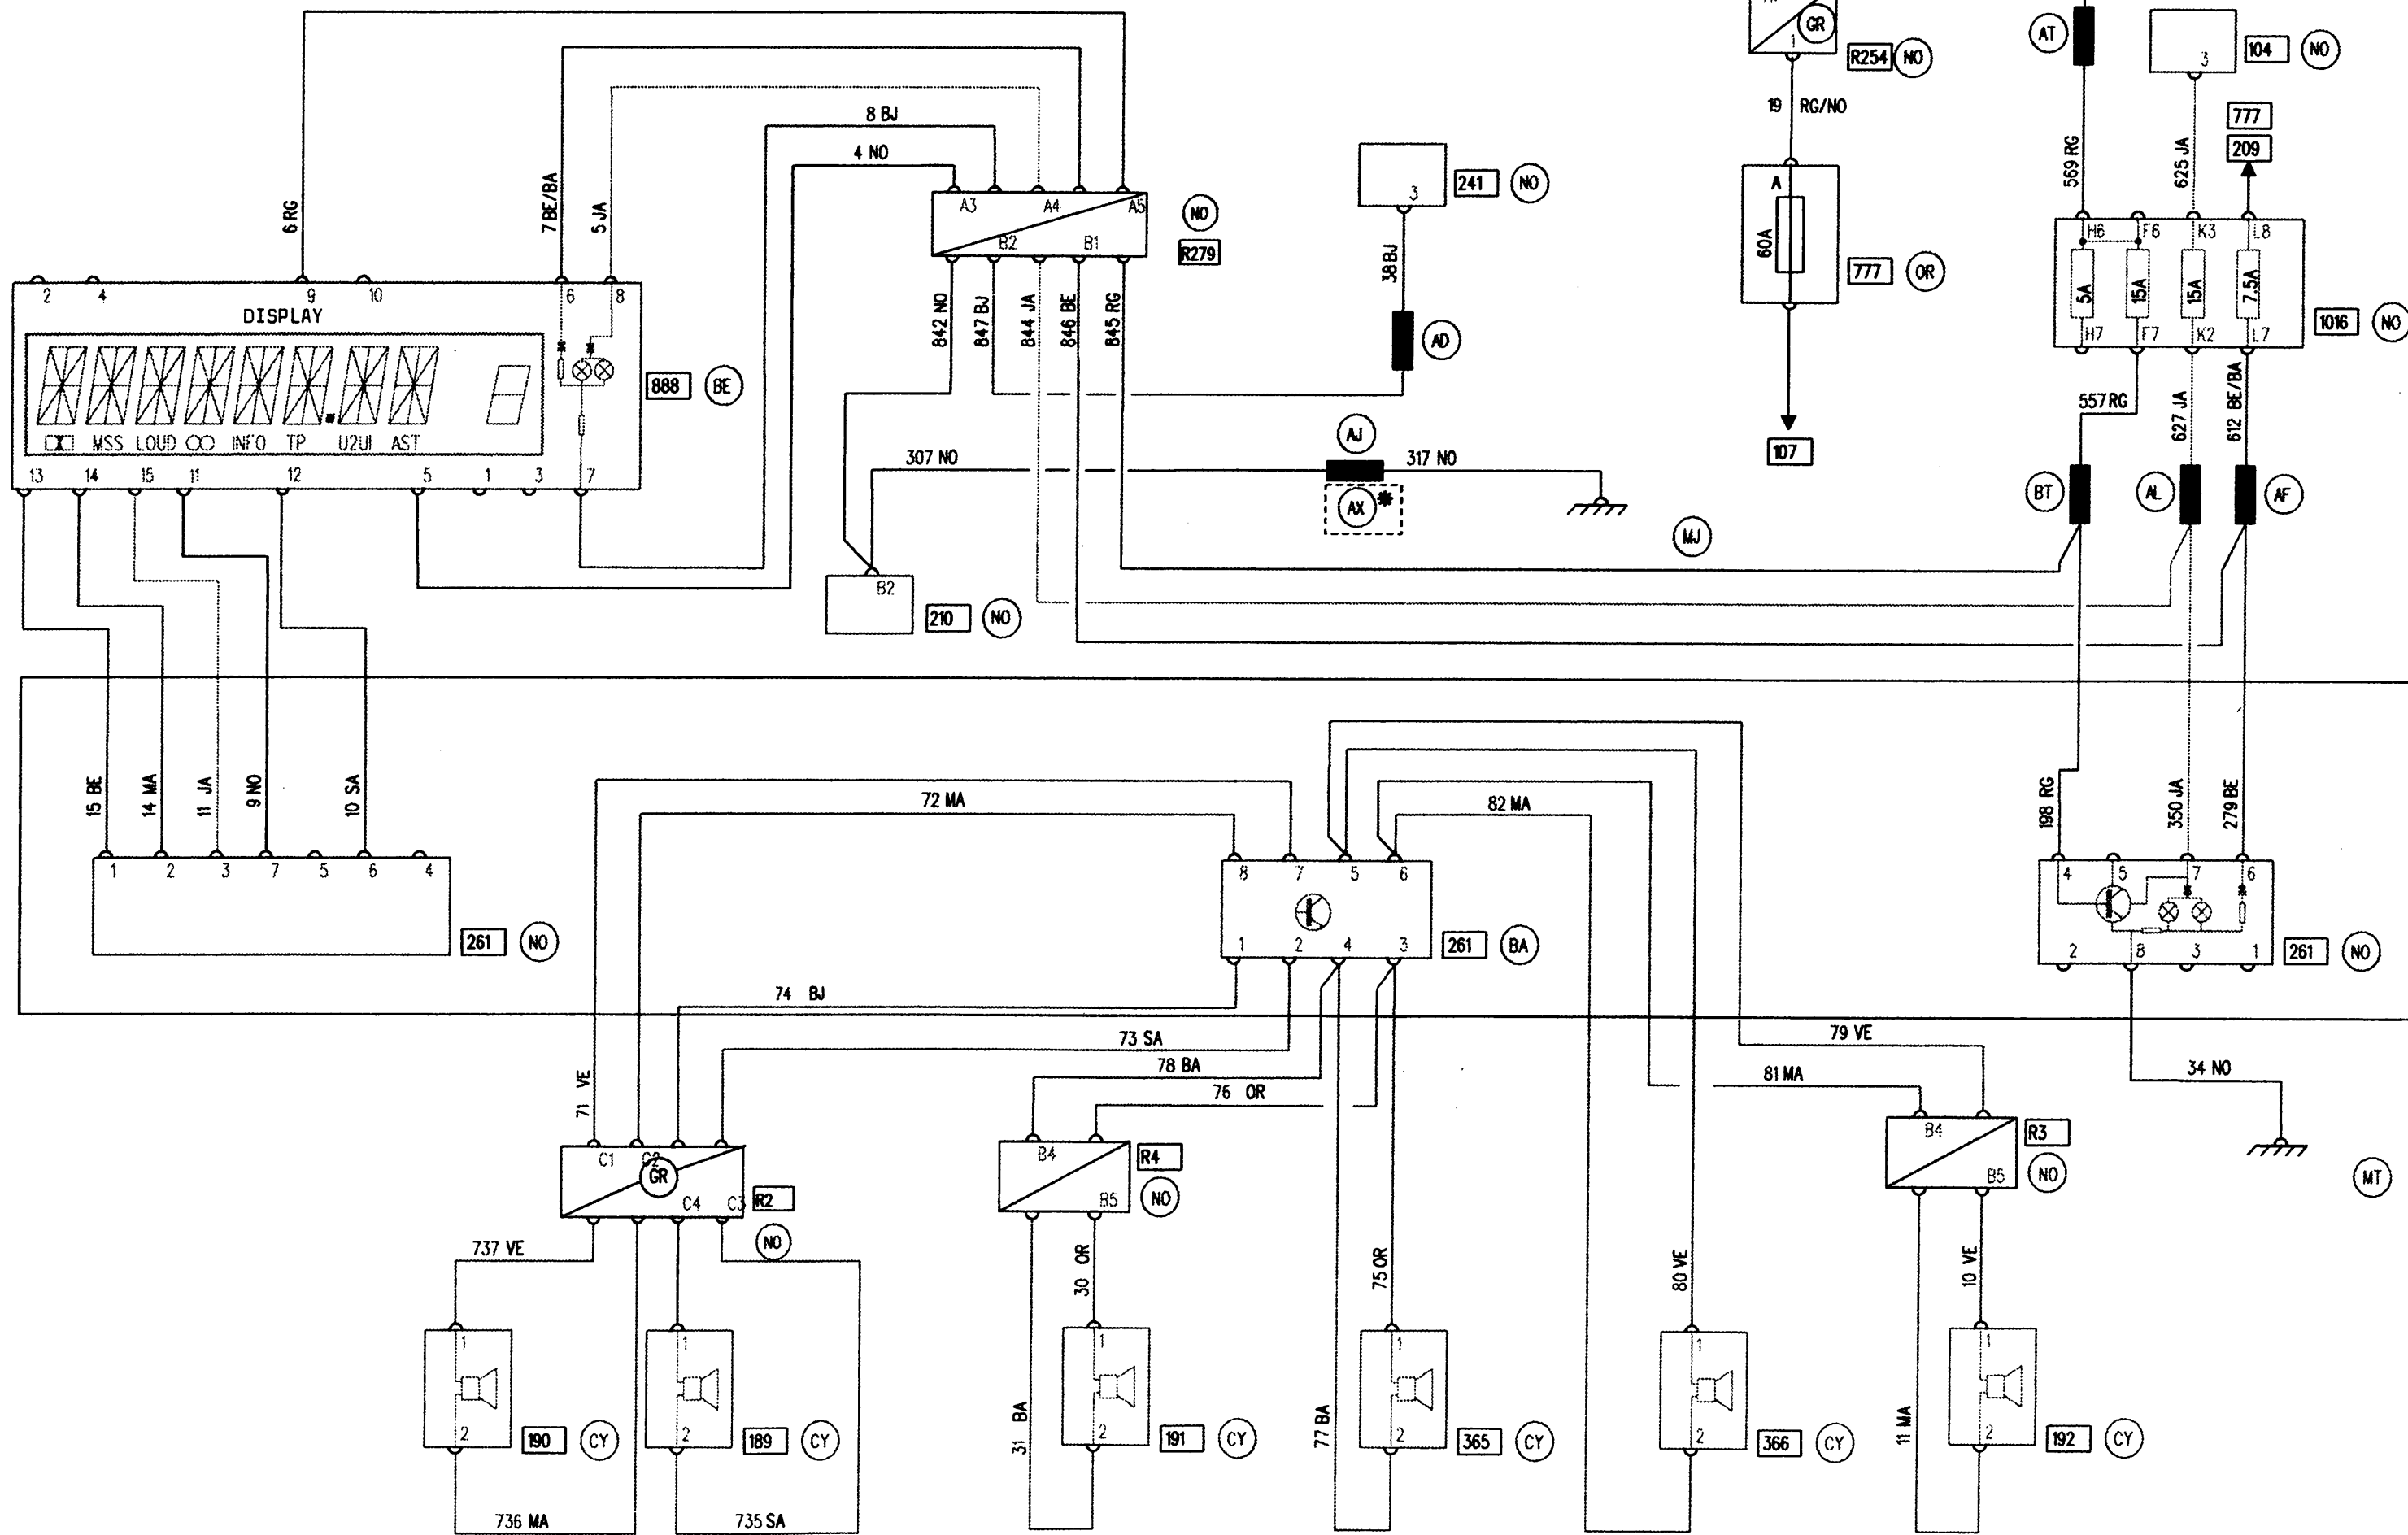 GR
1
R254
NO
AT
3
104
NO
19 RG/NO
777
209
569 RG
625 JA
8 BJ
4 NO
6 RG
7 BE/BA
5 JA
A3
A4
A5
B2
B1
NO
R279
3
241
NO
38 BJ
AD
A
60A
777
OR
107
H6
F6
K3
L8
5A
15A
15A
7.5A
H7
F7
K2
L7
1016
NO
2
4
9
10
6
8
DISPLAY
MSS LOUD INFO TP U2UI AST
888
BE
13
14
15
11
12
5
1
3
7
842 NO
847 BJ
844 JA
846 BE
845 RG
557 RG
627 JA
612 BE/BA
307 NO
AJ
317 NO
AX *
MJ
BT
AL
AF
B2
210
NO
15 BE
14 MA
11 JA
9 NO
10 SA
72 MA
82 MA
198 RG
350 JA
279 BE
1
2
3
7
5
6
4
261
NO
8
7
5
6
1
2
4
3
261
BA
4
5
7
6
2
8
3
1
261
NO
74 BJ
73 SA
78 BA
76 OR
79 VE
81 MA
34 NO
71 VE
C1
C2
GR
C4
C3
R2
NO
B4
B5
R4
NO
B4
B5
R3
NO
MT
737 VE
30 OR
75 OR
80 VE
10 VE
31 BA
77 BA
11 MA
1
2
190
CY
1
2
189
CY
1
2
191
CY
1
2
365
CY
1
2
366
CY
1
2
192
CY
736 MA
735 SA